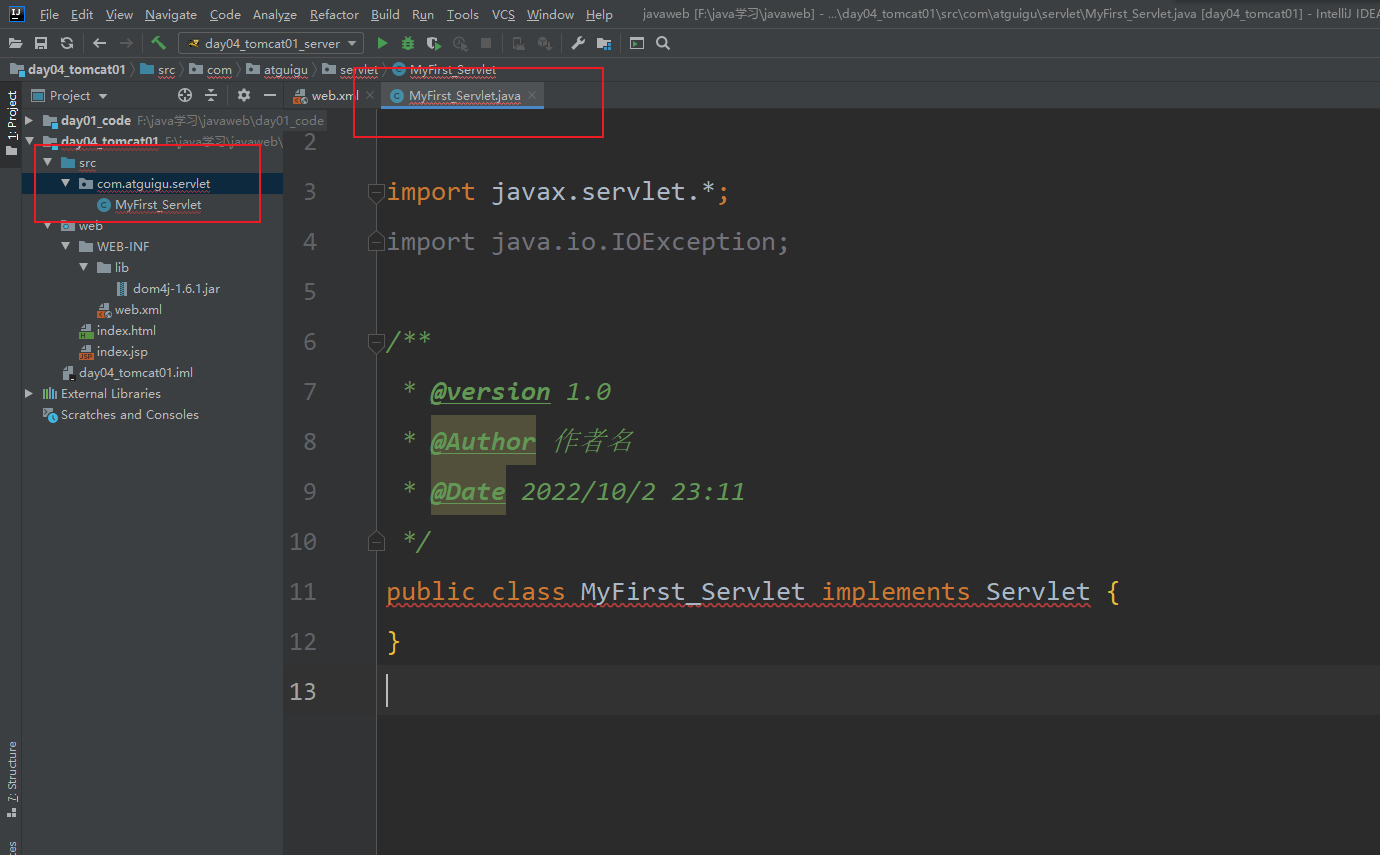 File Edit View Navigate Code Analyze Refactor Build Run Tools VCS Window Help javaweb [F:\java学习\javaweb] - ...\day04_tomcat01\src\com\atguigu\servlet\MyFirst_Servlet.java [day04_tomcat01] - IntelliJ IDEA
day04_tomcat01_server
day04_tomcat01 src com atguigu servlet MyFirst_Servlet
Project web.xml MyFirst_Servlet.java
1: Project
day01_code F:\java学习\javaweb\day01_code
day04_tomcat01 F:\java学习\javaweb\
src
com.atguigu.servlet
MyFirst_Servlet
web
WEB-INF
lib
dom4j-1.6.1.jar
web.xml
index.html
index.jsp
day04_tomcat01.iml
External Libraries
Scratches and Consoles
7: Structure
2
3 import javax.servlet.*;
4 import java.io.IOException;
5
6 /**
7 * @version 1.0
8 * @Author 作者名
9 * @Date 2022/10/2 23:11
10 */
11 public class MyFirst_Servlet implements Servlet {
12 }
13